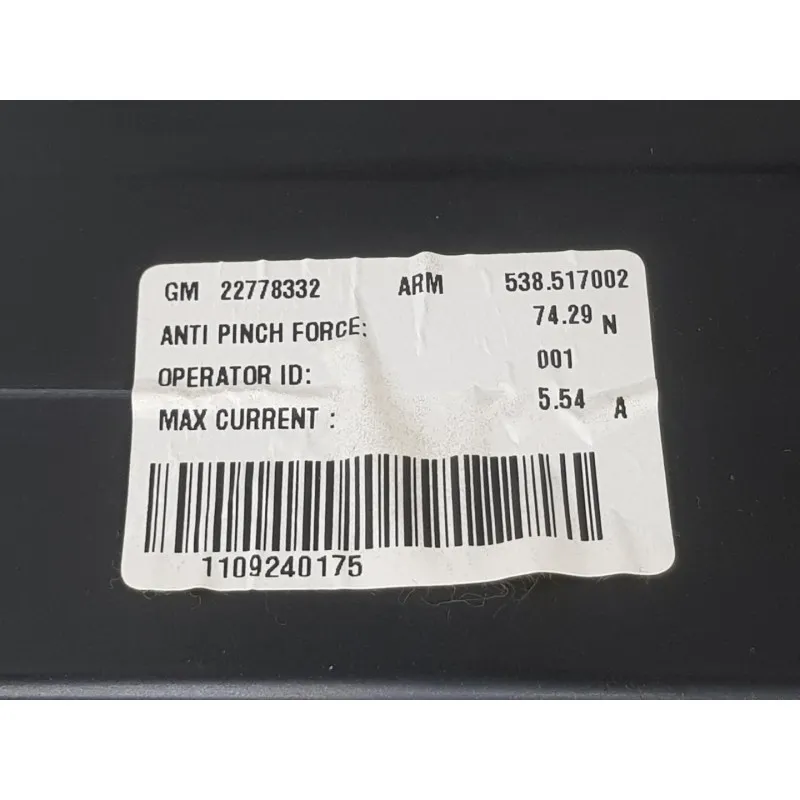 GM 22778332 ARM 538.517002
ANTI PINCH FORCE: 74.29 N
OPERATOR ID: 001
MAX CURRENT : 5.54 A
1109240175